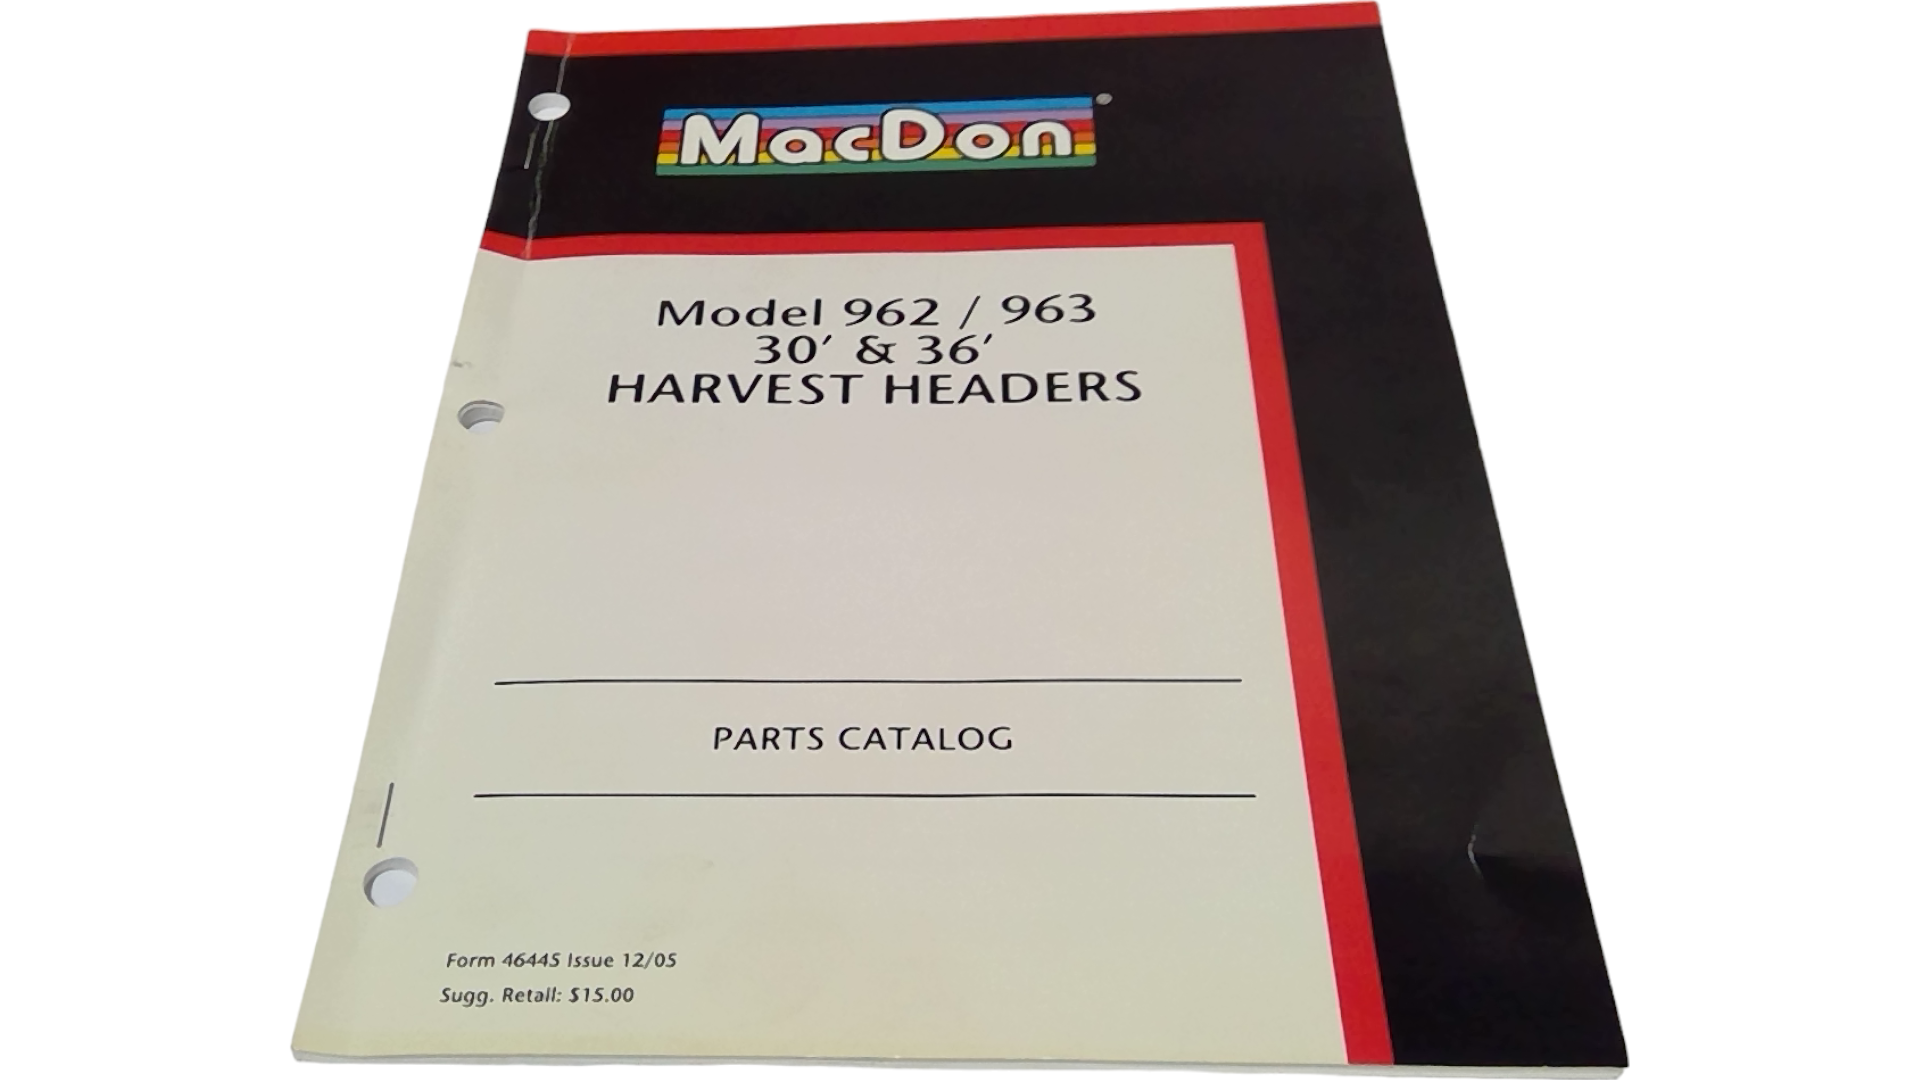 MacDon
Model 962 / 963
30' & 36'
HARVEST HEADERS
PARTS CATALOG
Form 46445 Issue 12/05
Sugg. Retail: $15.00